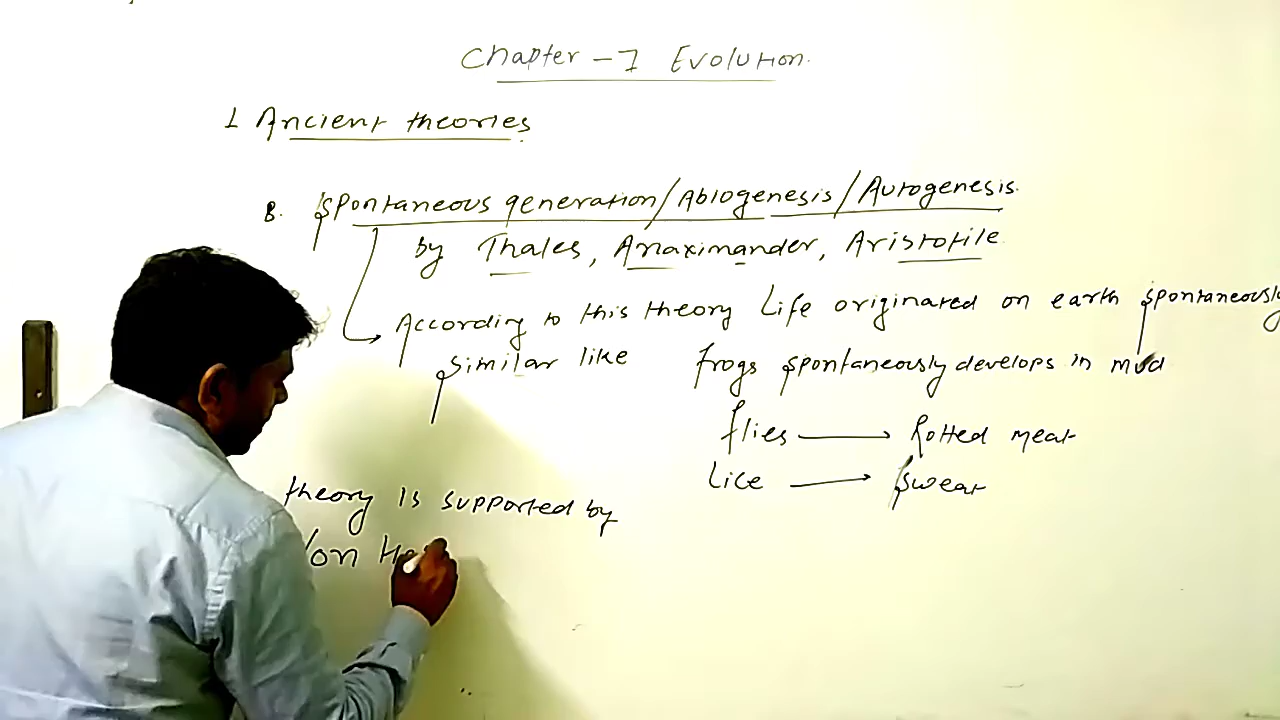 Chapter - 7 Evolution.
1 Ancient theories
B. Spontaneous generation/Abiogenesis/Autogenesis.
by Thales, Anaximander, Aristotile
According to this theory Life originated on earth spontaneously
similar like frogs spontaneously develops in mud
flies → Rotted meat
Lice → sweat
theory is supported by
Von